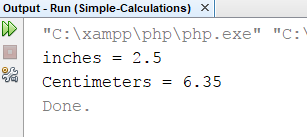 Output - Run (Simple-Calculations) ×
"C:\xampp\php\php.exe" "C:
inches = 2.5
Centimeters = 6.35
Done.